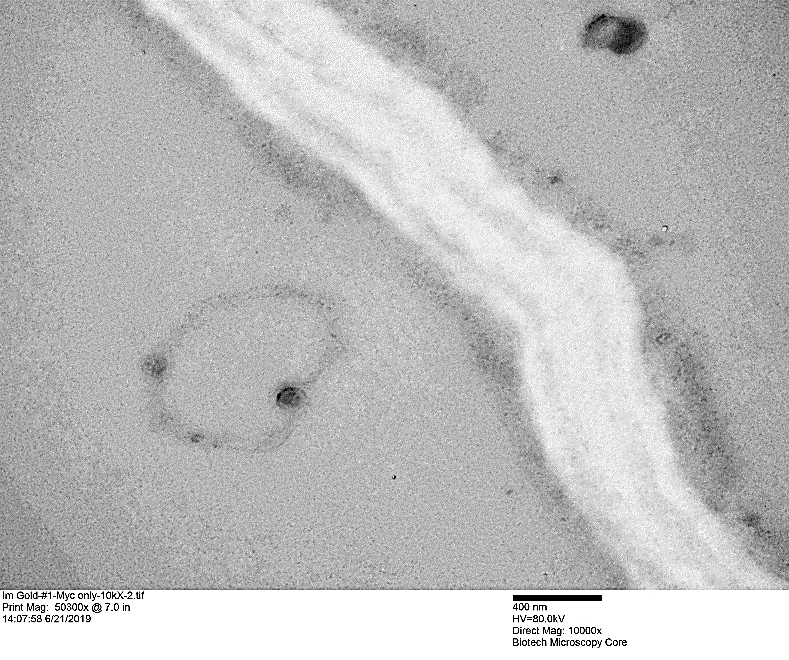 Im Gold-#1-Myc only-10kX-2.tif
Print Mag: 50300x @ 7.0 in
14:07:58 6/21/2019
400 nm
HV=80.0kV
Direct Mag: 10000x
Biotech Microscopy Core